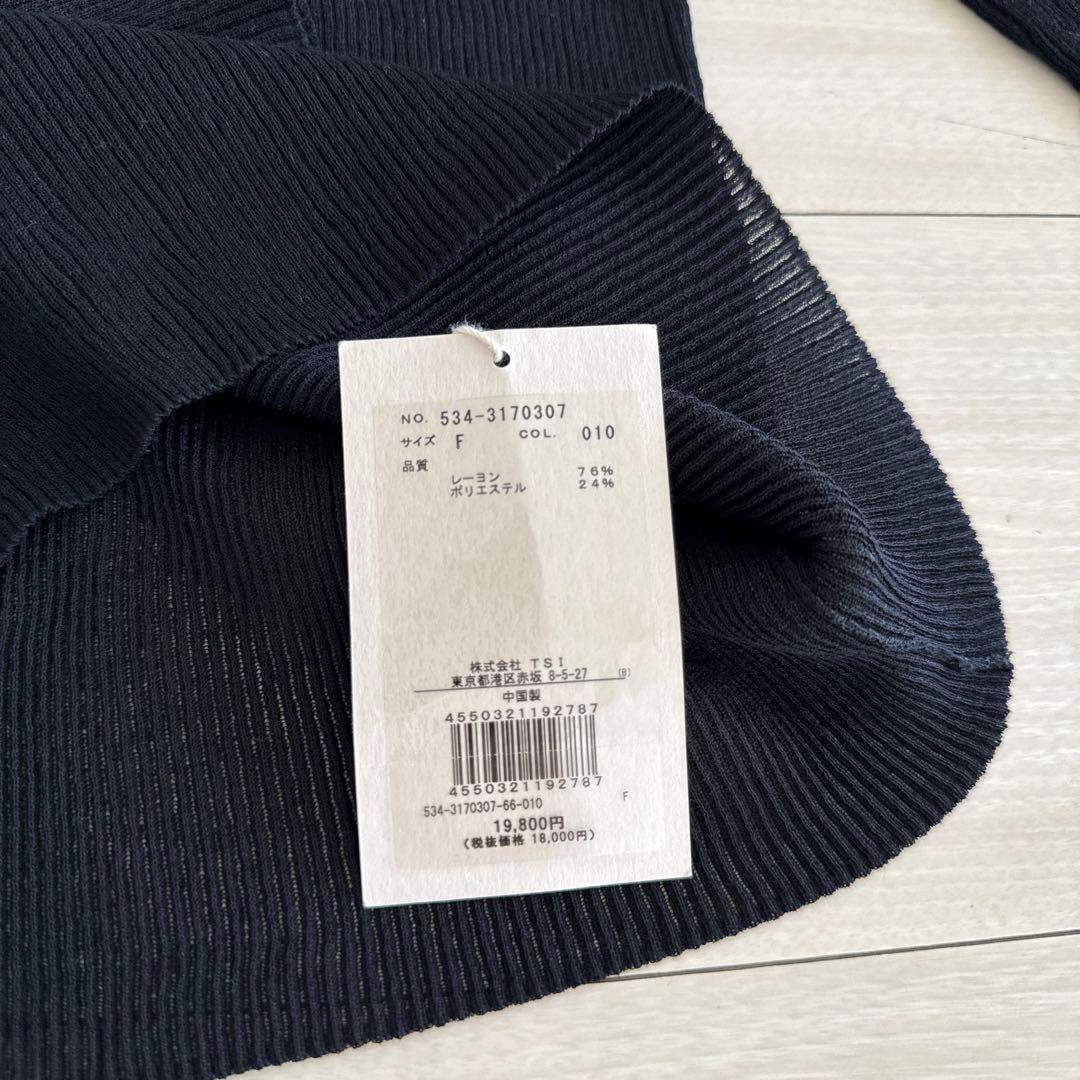 NO. 534-3170307
サイズ F COL. 010
品質
レーヨン 76%
ポリエステル 24%
株式会社 TSI
東京都港区赤坂 8-5-27 (B)
中国製
4550321192787
4550321192787
534-3170307-66-010 F
19,800円
(税抜価格 18,000円)